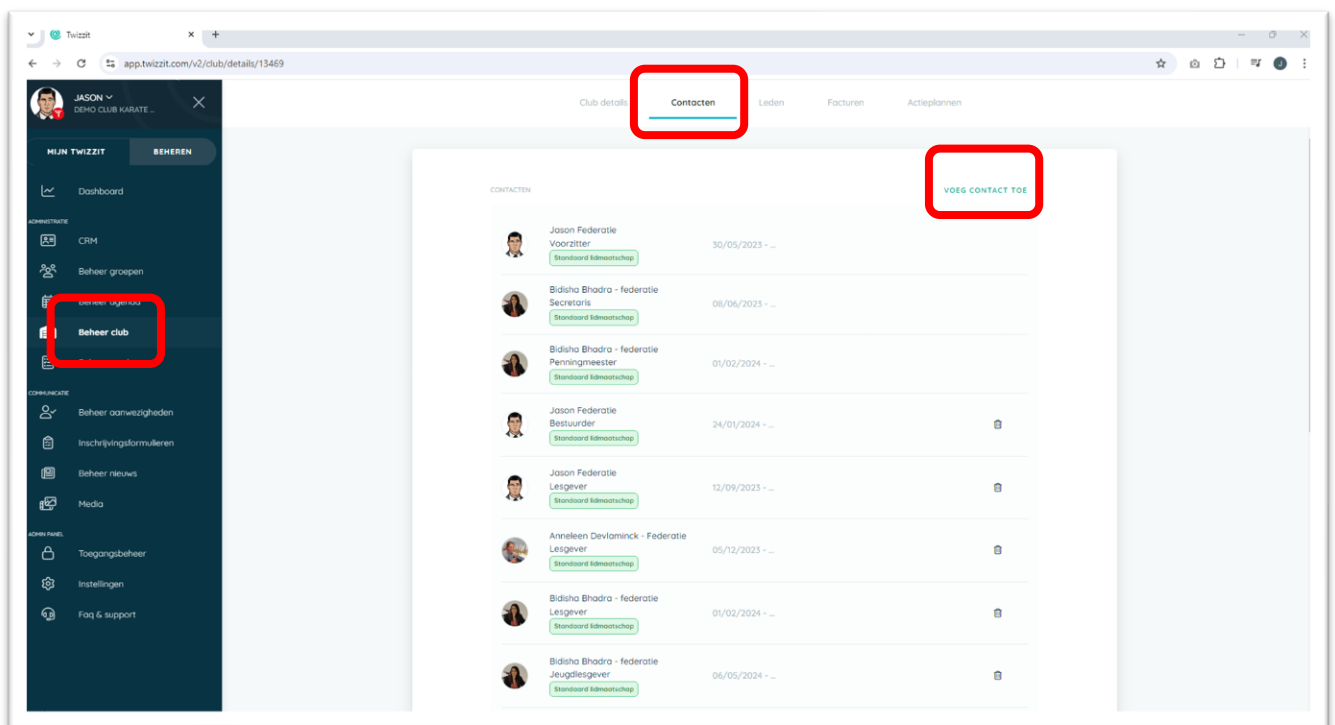 Twizzit
app.twizzit.com/v2/club/details/13469
JASON
DEMO CLUB KARATE ...
MIJN TWIZZIT
BEHEREN
Dashboard
ADMINISTRATIE
CRM
Beheer groepen
Beheer agenda
Beheer club
COMMUNICATIE
Beheer aanwezigheden
Inschrijvingsformulieren
Beheer nieuws
Media
ADMIN PANEL
Toegangsbeheer
Instellingen
Faq & support
Club details
Contacten
Leden
Facturen
Actieplannen
CONTACTEN
VOEG CONTACT TOE
Jason Federatie
Voorzitter
30/05/2023 - ...
Standaard lidmaatschap
Bidisha Bhadra - federatie
Secretaris
08/06/2023 - ...
Standaard lidmaatschap
Bidisha Bhadra - federatie
Penningmeester
01/02/2024 - ...
Standaard lidmaatschap
Jason Federatie
Bestuurder
24/01/2024 - ...
Standaard lidmaatschap
Jason Federatie
Lesgever
12/09/2023 - ...
Standaard lidmaatschap
Anneleen Devlaminck - Federatie
Lesgever
05/12/2023 - ...
Standaard lidmaatschap
Bidisha Bhadra - federatie
Lesgever
01/02/2024 - ...
Standaard lidmaatschap
Bidisha Bhadra - federatie
Jeugdlesgever
06/05/2024 - ...
Standaard lidmaatschap